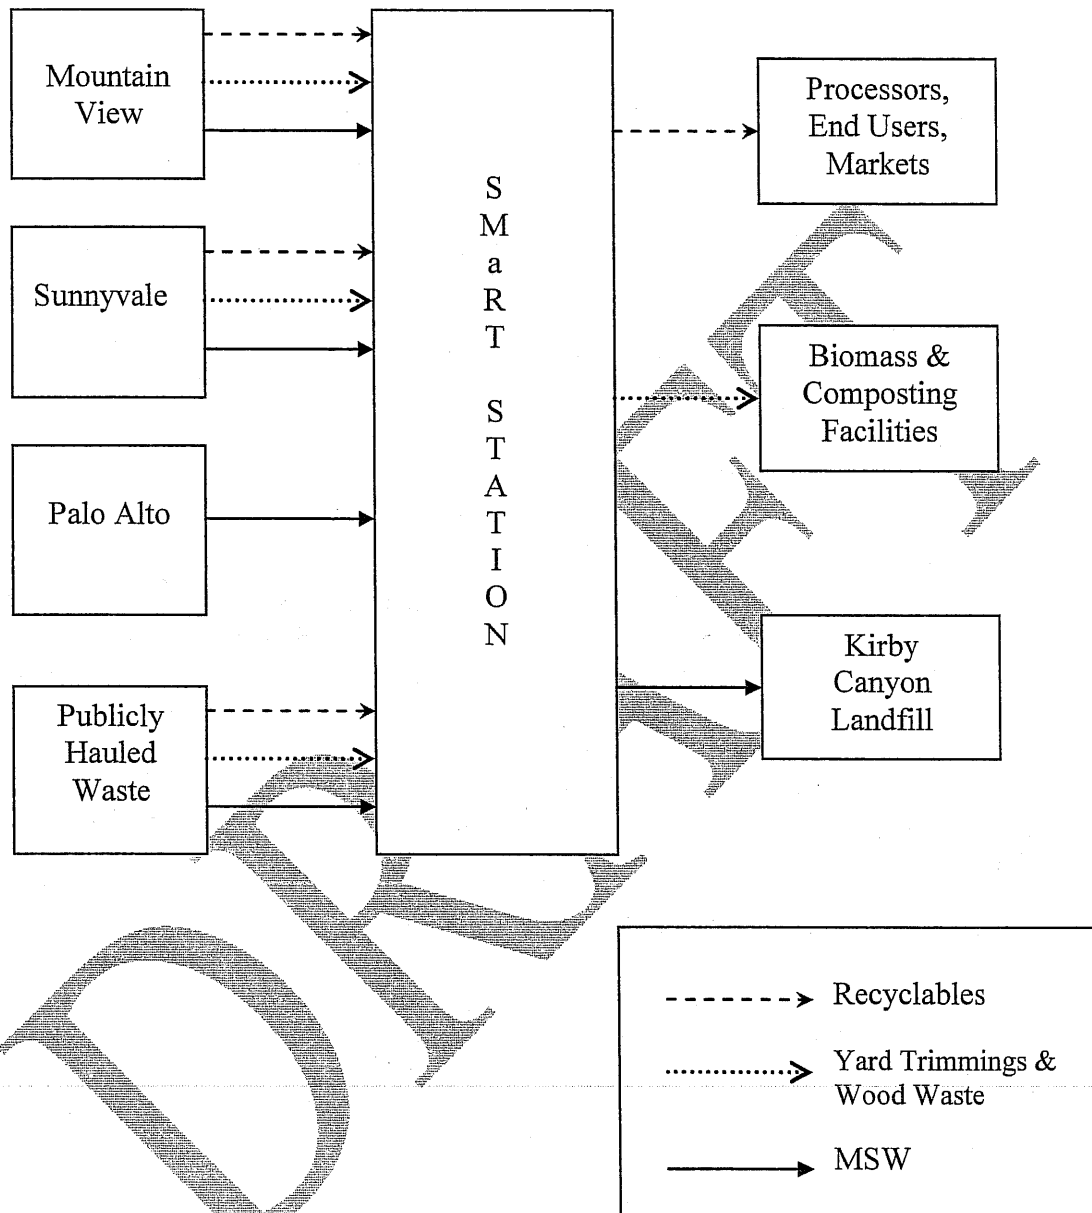 Mountain
View
Sunnyvale
Palo Alto
Publicly
Hauled
Waste
S
M
a
R
T
S
T
A
T
I
O
N
Processors,
End Users,
Markets
Biomass &
Composting
Facilities
Kirby
Canyon
Landfill
Recyclables
Yard Trimmings &
Wood Waste
MSW
DRAFT